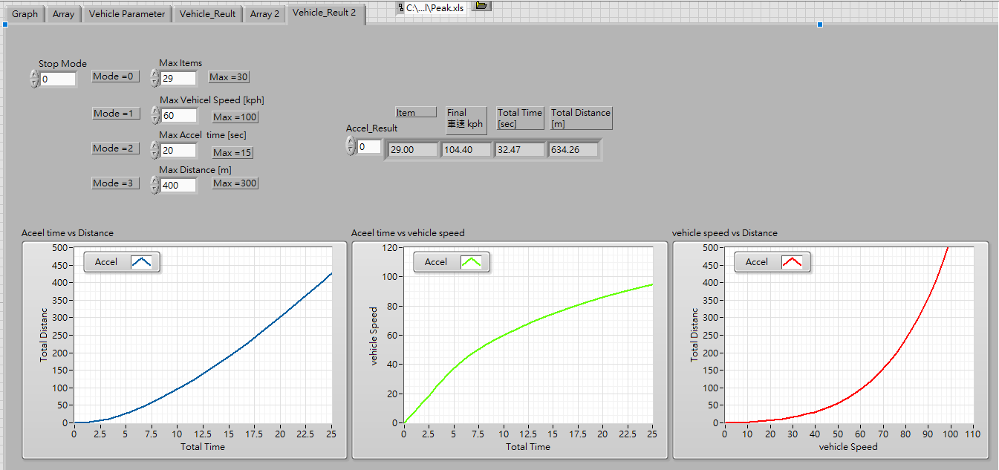 Graph
Array
Vehicle Parameter
Vehicle_Reult
Array 2
Vehicle_Reult 2
C:\...l\Peak.xls
Stop Mode
0
Mode =0
Max Items
29
Max =30
Mode =1
Max Vehicel Speed [kph]
60
Max =100
Mode =2
Max Accel time [sec]
20
Max =15
Mode =3
Max Distance [m]
400
Max =300
Accel_Result
0
Item
Final
車速 kph
Total Time
[sec]
Total Distance
[m]
29.00
104.40
32.47
634.26
Aceel time vs Distance
Accel
Total Distanc
500
450
400
350
300
250
200
150
100
50
0
0
2.5
5
7.5
10
12.5
15
17.5
20
22.5
25
Total Time
Aceel time vs vehicle speed
Accel
vehicle Speed
120
100
80
60
40
20
0
0
2.5
5
7.5
10
12.5
15
17.5
20
22.5
25
Total Time
vehicle speed vs Distance
Accel
Total Distanc
500
450
400
350
300
250
200
150
100
50
0
0
10
20
30
40
50
60
70
80
90
100
110
vehicle Speed